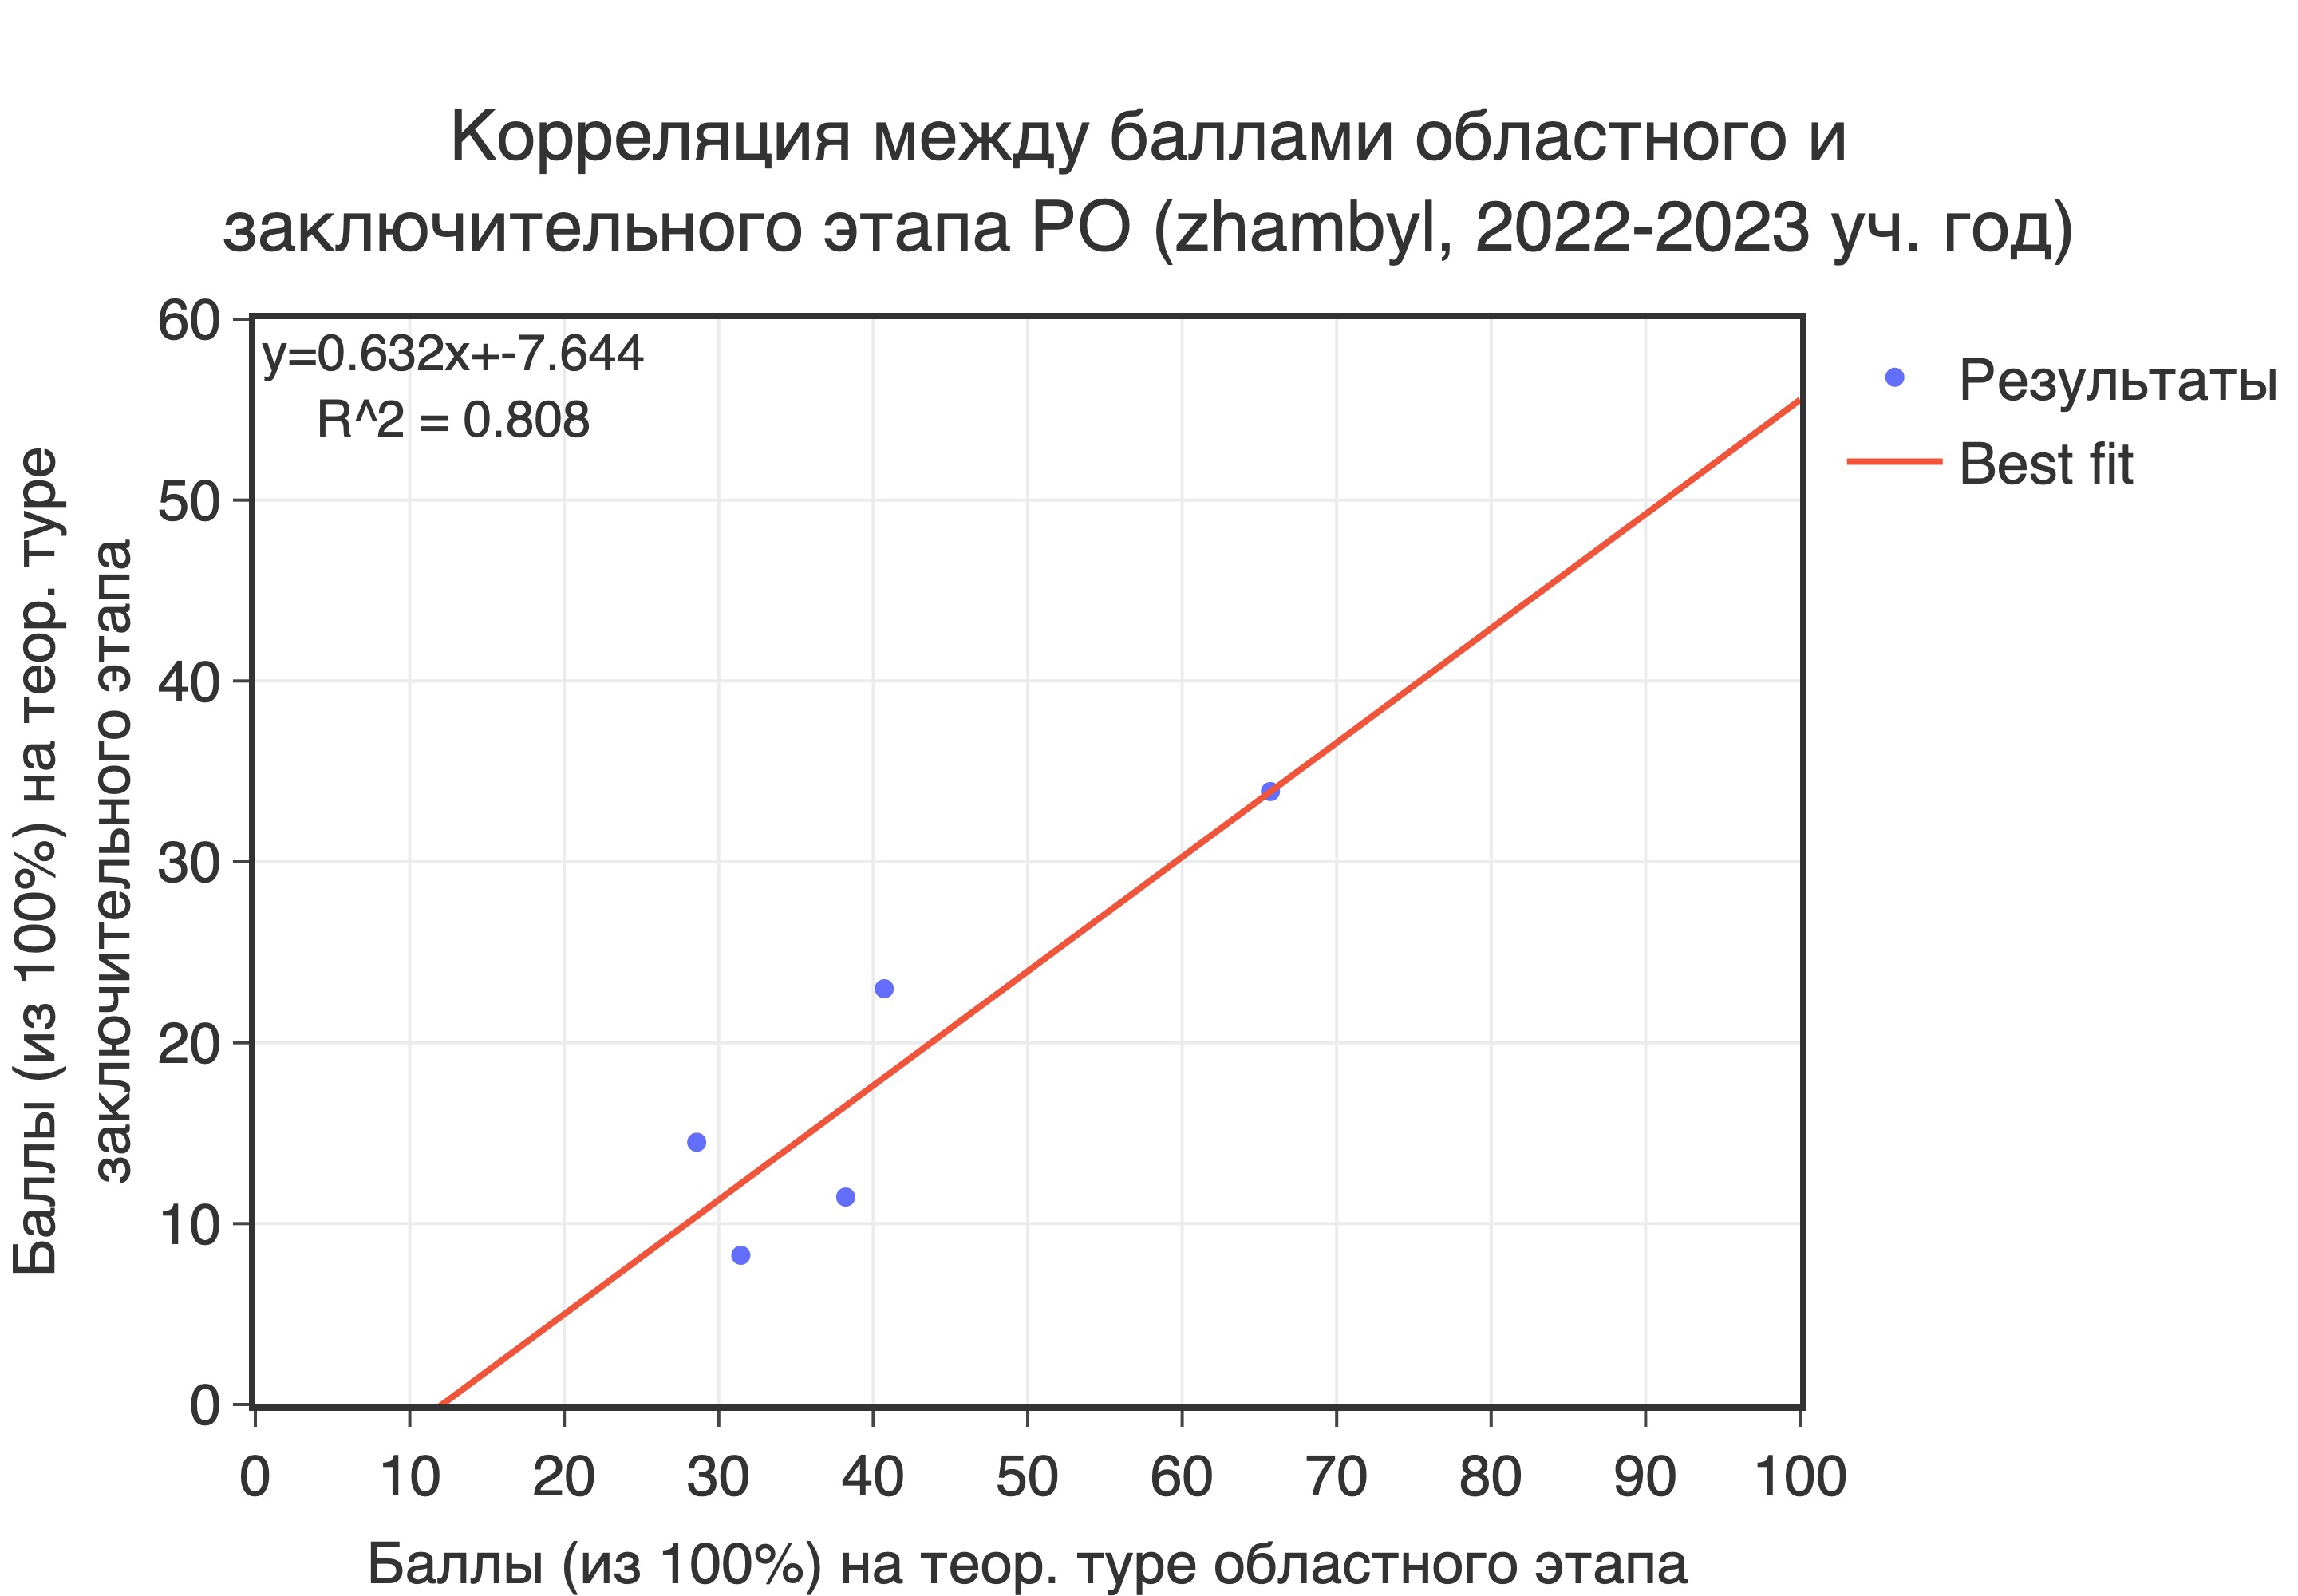 Корреляция между баллами областного и
заключительного этапа РО (zhambyl, 2022-2023 уч. год)
y=0.632x+-7.644
R^2 = 0.808
Результаты
Best fit
Баллы (из 100%) на теор. туре
заключительного этапа
60
50
40
30
20
10
0
0 10 20 30 40 50 60 70 80 90 100
Баллы (из 100%) на теор. туре областного этапа